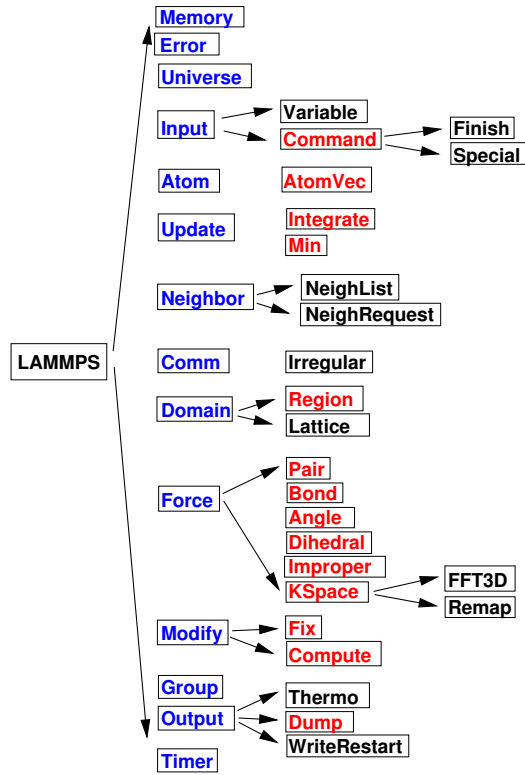 Memory
Error
Universe
Variable
Input
Command
Finish
Special
Atom
AtomVec
Update
Integrate
Min
Neighbor
NeighList
NeighRequest
LAMMPS
Comm
Irregular
Domain
Region
Lattice
Force
Pair
Bond
Angle
Dihedral
Improper
KSpace
FFT3D
Remap
Modify
Fix
Compute
Group
Output
Thermo
Dump
WriteRestart
Timer